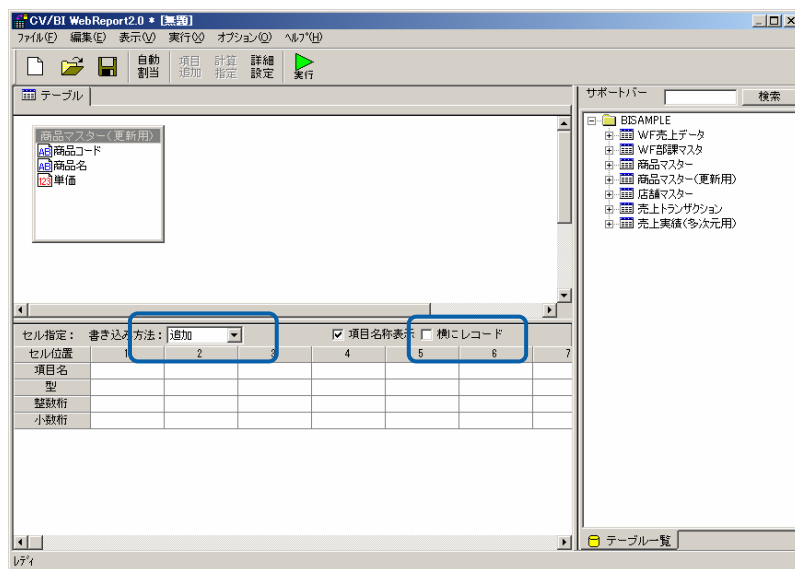 CV/BI WebReport2.0 * [無題]
ファイル(F) 編集(E) 表示(V) 実行(X) オプション(O) ヘルプ(H)
自動割当 項目追加 計算指定 詳細設定 実行
テーブル
サポートバー 検索
商品マスター(更新用)
商品コード
商品名
123 単価
BISAMPLE
WF売上データ
WF部課マスタ
商品マスター
商品マスター(更新用)
店舗マスター
売上トランザクション
売上実績(多次元用)
セル指定: 書き込み方法: 追加 項目名称表示 横にレコード
セル位置 1 2 3 4 5 6 7
項目名
型
整数桁
小数桁
テーブル一覧
レディ